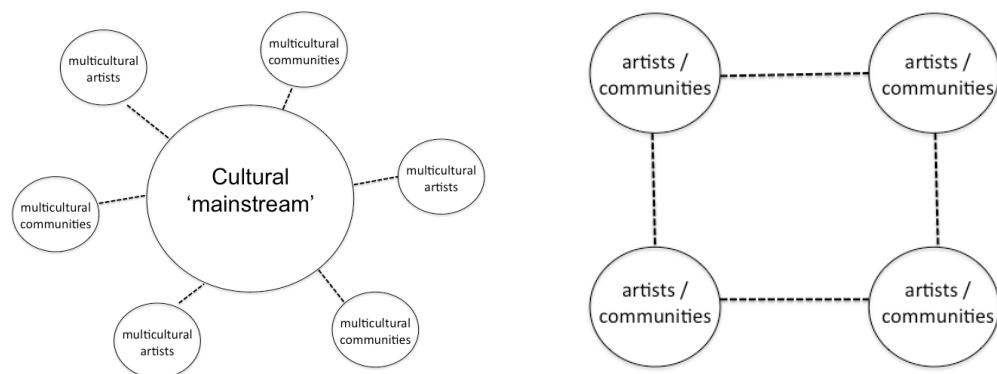 multicultural
artists
multicultural
communities
Cultural
‘mainstream’
multicultural
artists
multicultural
communities
multicultural
artists
multicultural
communities
artists /
communities
artists /
communities
artists /
communities
artists /
communities